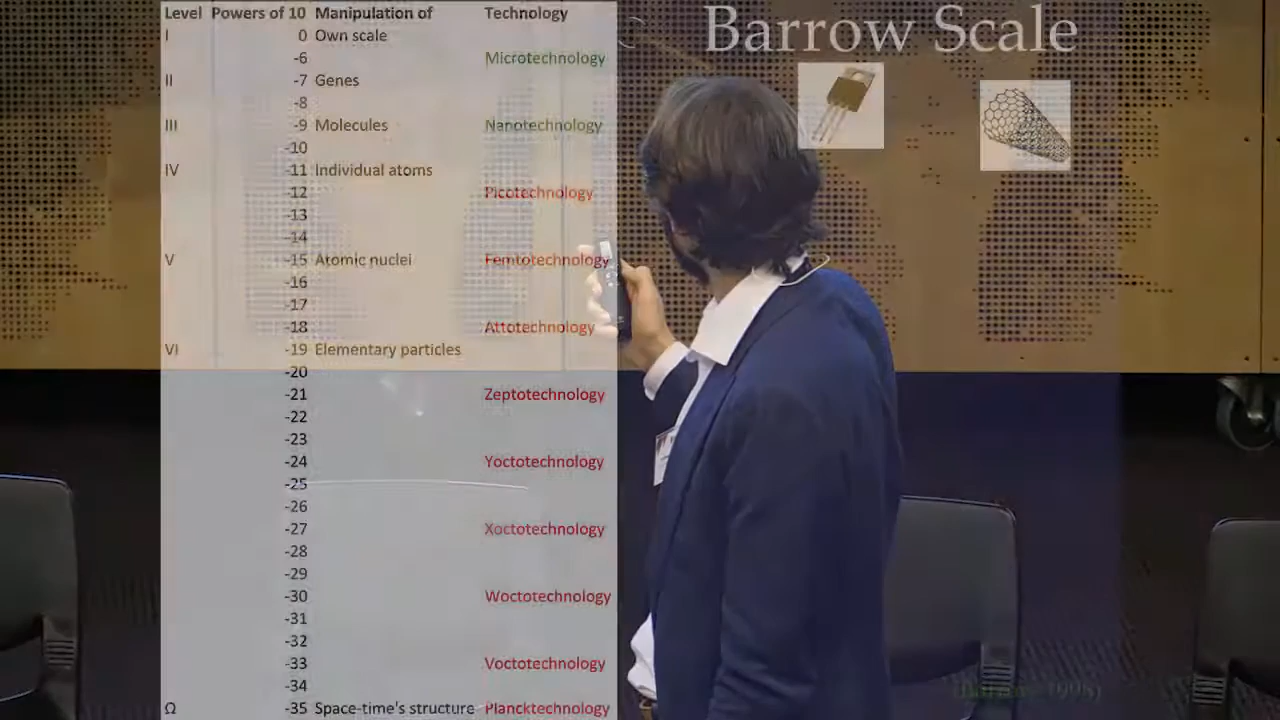 Barrow Scale
Level Powers of 10 Manipulation of Technology
I 0 Own scale
-6 Microtechnology
II -7 Genes
-8
III -9 Molecules Nanotechnology
-10
IV -11 Individual atoms
-12 Picotechnology
-13
-14
V -15 Atomic nuclei Femtotechnology
-16
-17
-18 Attotechnology
VI -19 Elementary particles
-20
-21 Zeptotechnology
-22
-23
-24 Yoctotechnology
-25
-26
-27 Xoctotechnology
-28
-29
-30 Woctotechnology
-31
-32
-33 Voctotechnology
-34
Ω -35 Space-time's structure Plancktechnology
(Barrow 1998)